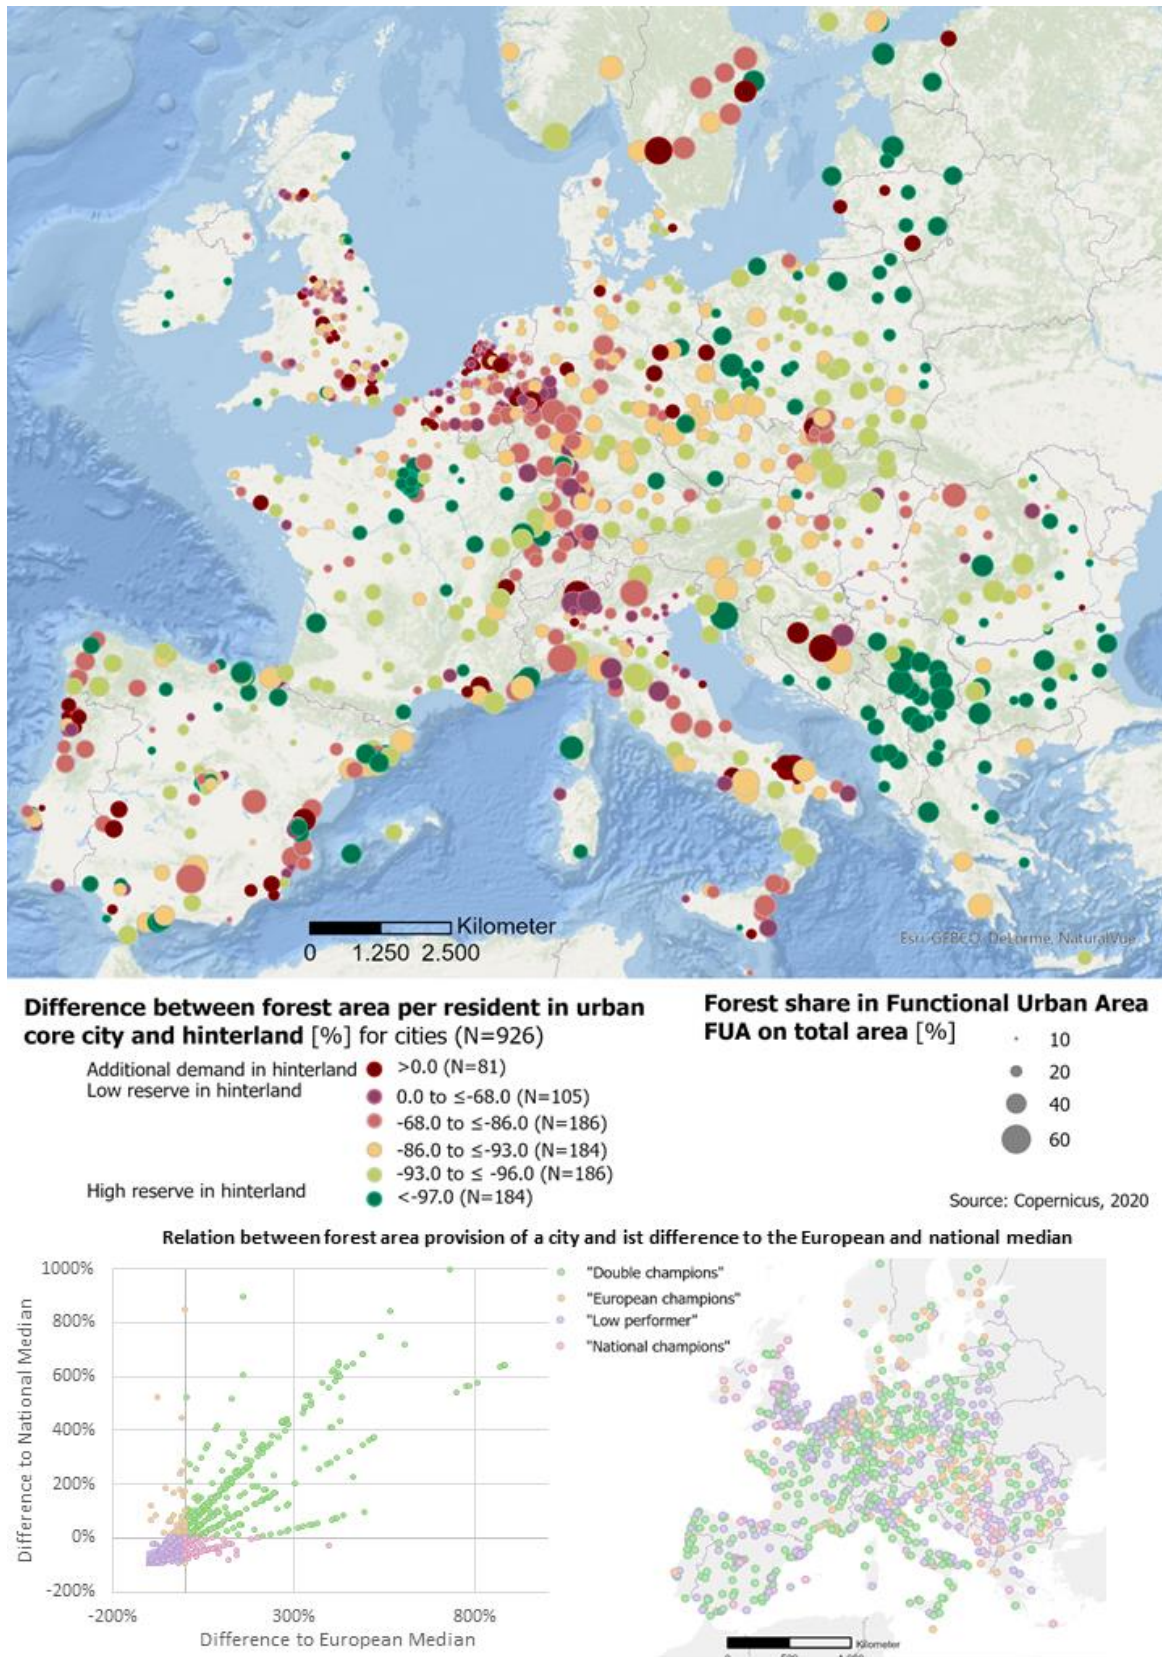 Kilometer
0 1.250 2.500
Esri, GEBCO, DeLorme, NaturalVue
Difference between forest area per resident in urban
core city and hinterland [%] for cities (N=926)
Additional demand in hinterland >0.0 (N=81)
Low reserve in hinterland 0.0 to ≤-68.0 (N=105)
-68.0 to ≤-86.0 (N=186)
-86.0 to ≤-93.0 (N=184)
-93.0 to ≤ -96.0 (N=186)
High reserve in hinterland <-97.0 (N=184)
Forest share in Functional Urban Area
FUA on total area [%]
10
20
40
60
Source: Copernicus, 2020
Relation between forest area provision of a city and ist difference to the European and national median
Difference to National Median
1000%
800%
600%
400%
200%
0%
-200%
-200% 300% 800%
Difference to European Median
"Double champions"
"European champions"
"Low performer"
"National champions"
Kilometer